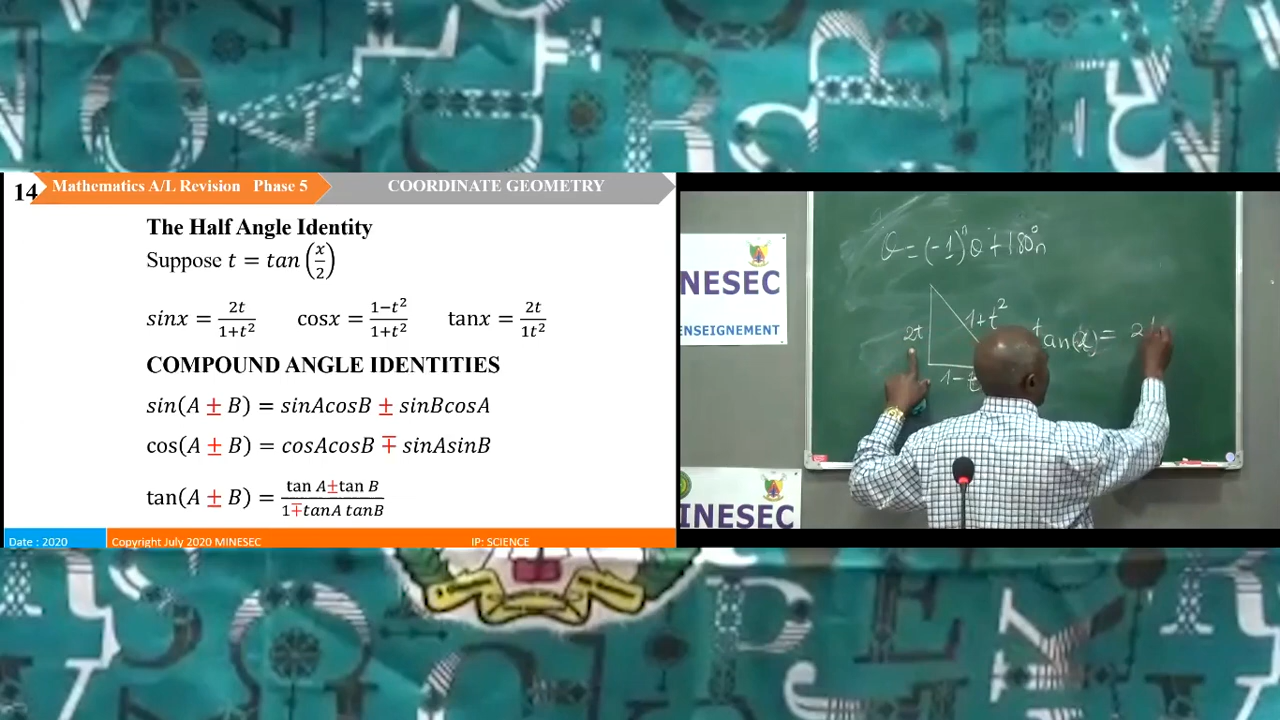 14 Mathematics A/L Revision Phase 5 COORDINATE GEOMETRY
The Half Angle Identity
Suppose t = tan(x/2)
sinx = 2t/1+t² cosx = 1−t²/1+t² tanx = 2t/1t²
COMPOUND ANGLE IDENTITIES
sin(A ± B) = sinAcosB ± sinBcosA
cos(A ± B) = cosAcosB ∓ sinAsinB
tan(A ± B) = tan A±tan B/1∓tanA tanB
Date : 2020 Copyright July 2020 MINESEC IP: SCIENCE
NESEC
ENSEIGNEMENT
INESEC
θ = (-1)ⁿθ + 180°n
1+t²
2t
tan(x) = 2t
1-t